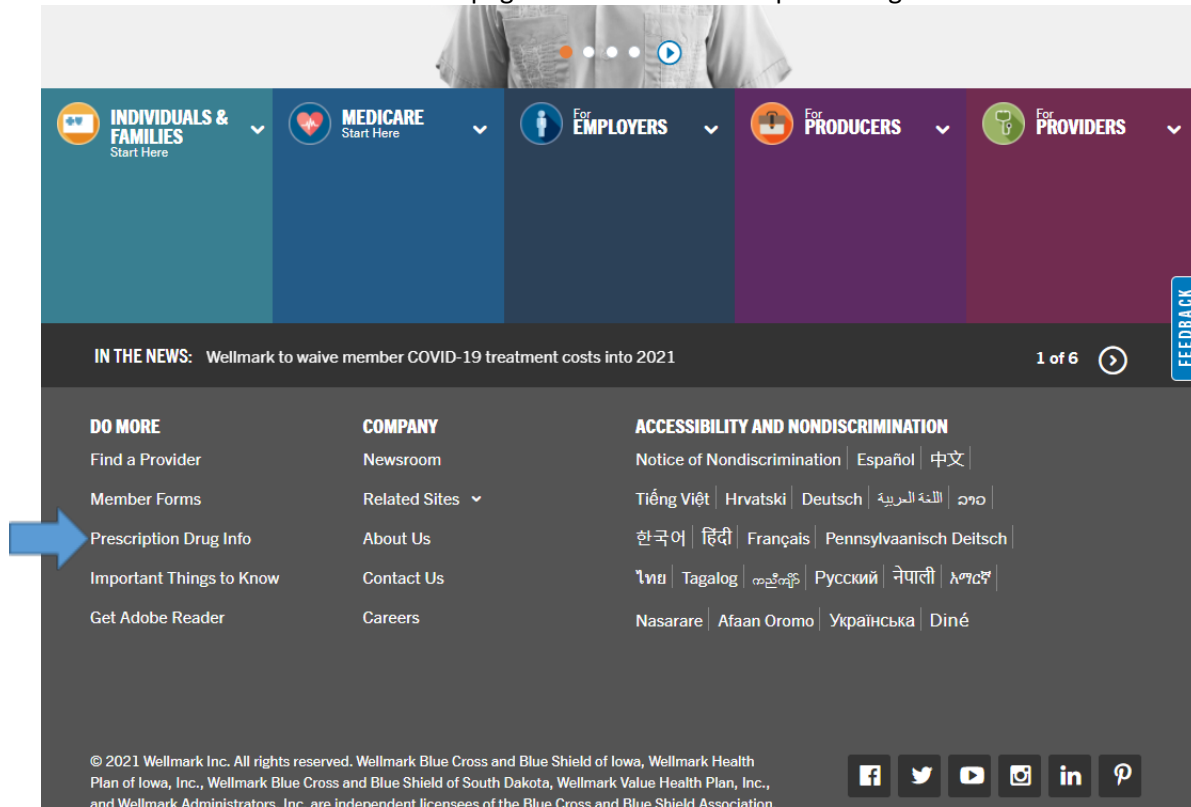 INDIVIDUALS &
FAMILIES
Start Here
MEDICARE
Start Here
For
EMPLOYERS
For
PRODUCERS
For
PROVIDERS
FEEDBACK
IN THE NEWS: Wellmark to waive member COVID-19 treatment costs into 2021
1 of 6
DO MORE
Find a Provider
Member Forms
Prescription Drug Info
Important Things to Know
Get Adobe Reader
COMPANY
Newsroom
Related Sites
About Us
Contact Us
Careers
ACCESSIBILITY AND NONDISCRIMINATION
Notice of Nondiscrimination | Español | 中文 |
Tiếng Việt | Hrvatski | Deutsch | اللغة العربية | ລາວ |
한국어 | हिंदी | Français | Pennsylvaanisch Deitsch |
ไทย | Tagalog | ကညီကျိာ် | Русский | नेपाली | አማርኛ |
Nasarare | Afaan Oromo | Українська | Diné
© 2021 Wellmark Inc. All rights reserved. Wellmark Blue Cross and Blue Shield of Iowa, Wellmark Health
Plan of Iowa, Inc., Wellmark Blue Cross and Blue Shield of South Dakota, Wellmark Value Health Plan, Inc.,
and Wellmark Administrators, Inc. are independent licensees of the Blue Cross and Blue Shield Association.